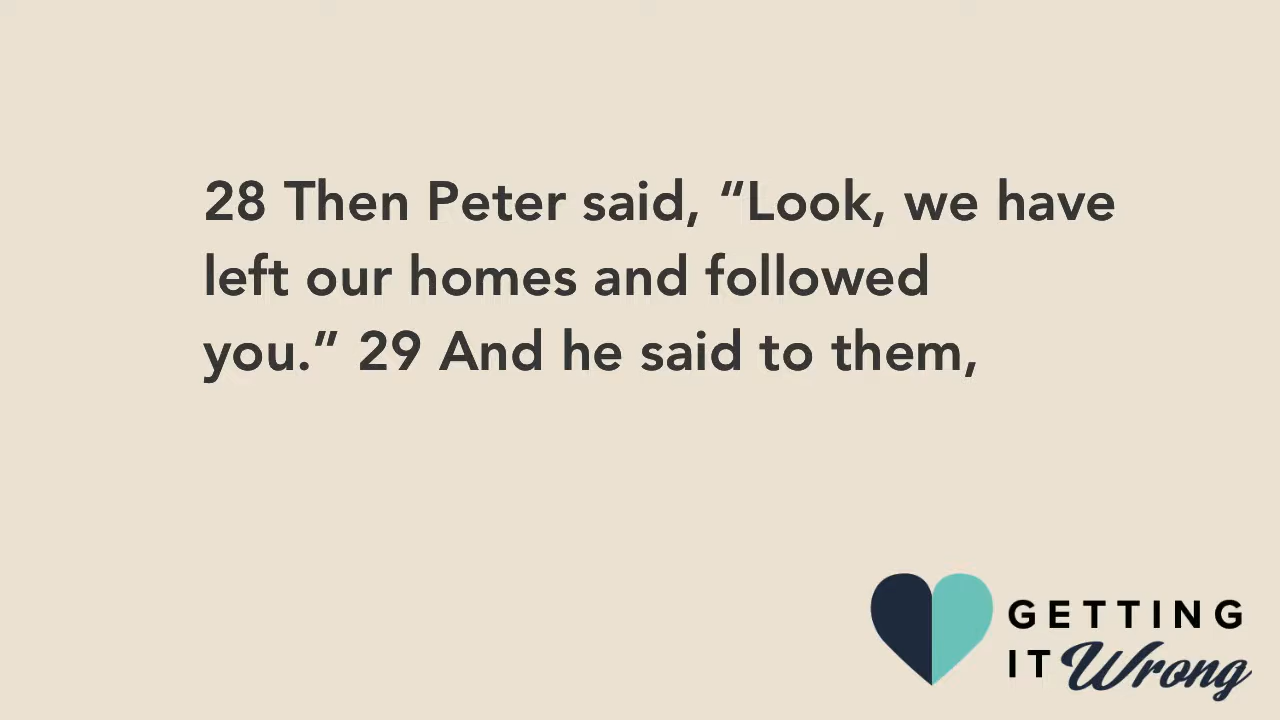 28 Then Peter said, “Look, we have
left our homes and followed
you.” 29 And he said to them,
GETTING
IT Wrong